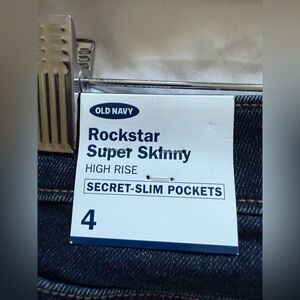 OLD NAVY
Rockstar
Super Skinny
HIGH RISE
SECRET-SLIM POCKETS
4